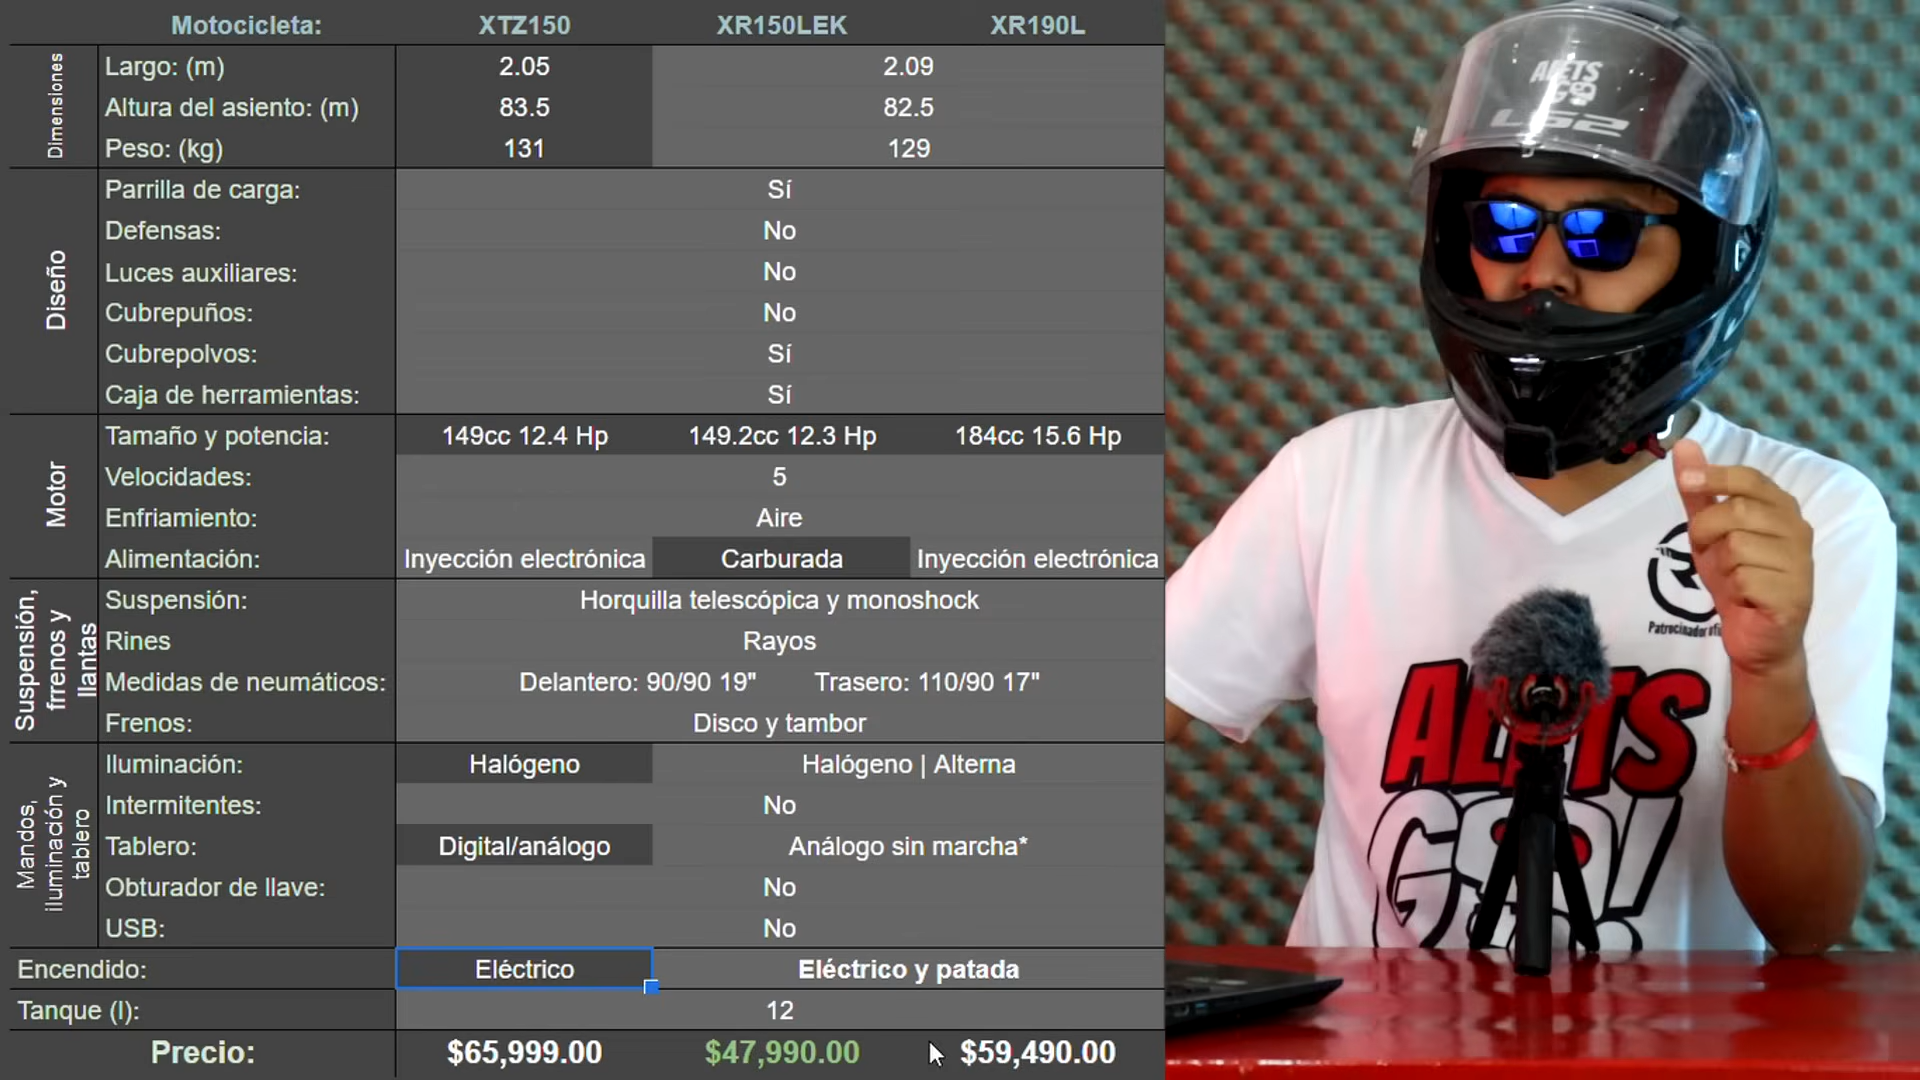 Motocicleta: XTZ150 XR150LEK XR190L
Dimensiones
Largo: (m) 2.05 2.09
Altura del asiento: (m) 83.5 82.5
Peso: (kg) 131 129
Diseño
Parrilla de carga: Sí
Defensas: No
Luces auxiliares: No
Cubrepuños: No
Cubrepolvos: Sí
Caja de herramientas: Sí
Motor
Tamaño y potencia: 149cc 12.4 Hp 149.2cc 12.3 Hp 184cc 15.6 Hp
Velocidades: 5
Enfriamiento: Aire
Alimentación: Inyección electrónica Carburada Inyección electrónica
Suspensión,
frrenos y
llantas
Suspensión: Horquilla telescópica y monoshock
Rines Rayos
Medidas de neumáticos: Delantero: 90/90 19" Trasero: 110/90 17"
Frenos: Disco y tambor
Mandos,
iluminación y
tablero
Iluminación: Halógeno Halógeno | Alterna
Intermitentes: No
Tablero: Digital/análogo Análogo sin marcha*
Obturador de llave: No
USB: No
Encendido: Eléctrico Eléctrico y patada
Tanque (l): 12
Precio: $65,999.00 $47,990.00 $59,490.00
ALETS
GO
LS2
R
Patrocinador ofi
ALETS
GO!